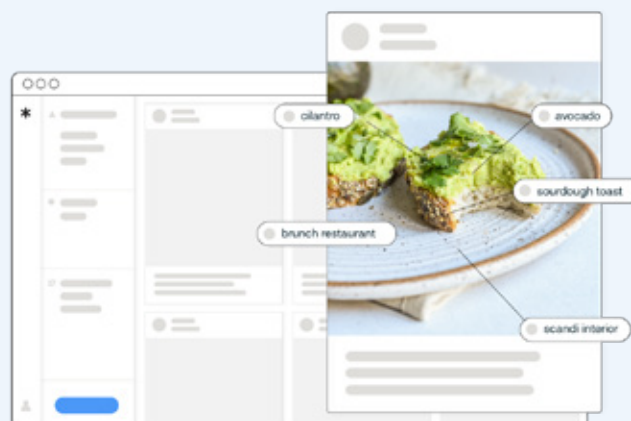 cilantro
avocado
sourdough toast
brunch restaurant
scandi interior